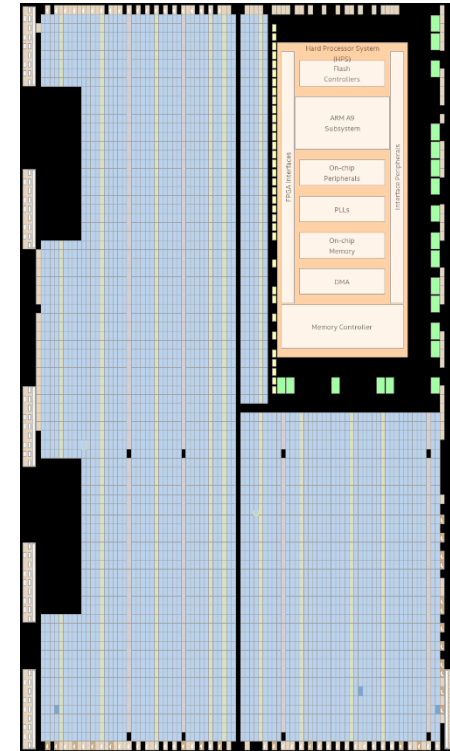 Hard Processor System
(HPS)
Flash
Controllers
ARM A9
Subsystem
On-chip
Peripherals
PLLs
On-chip
Memory
DMA
FPGA Interfaces
Interface Peripherals
Memory Controller